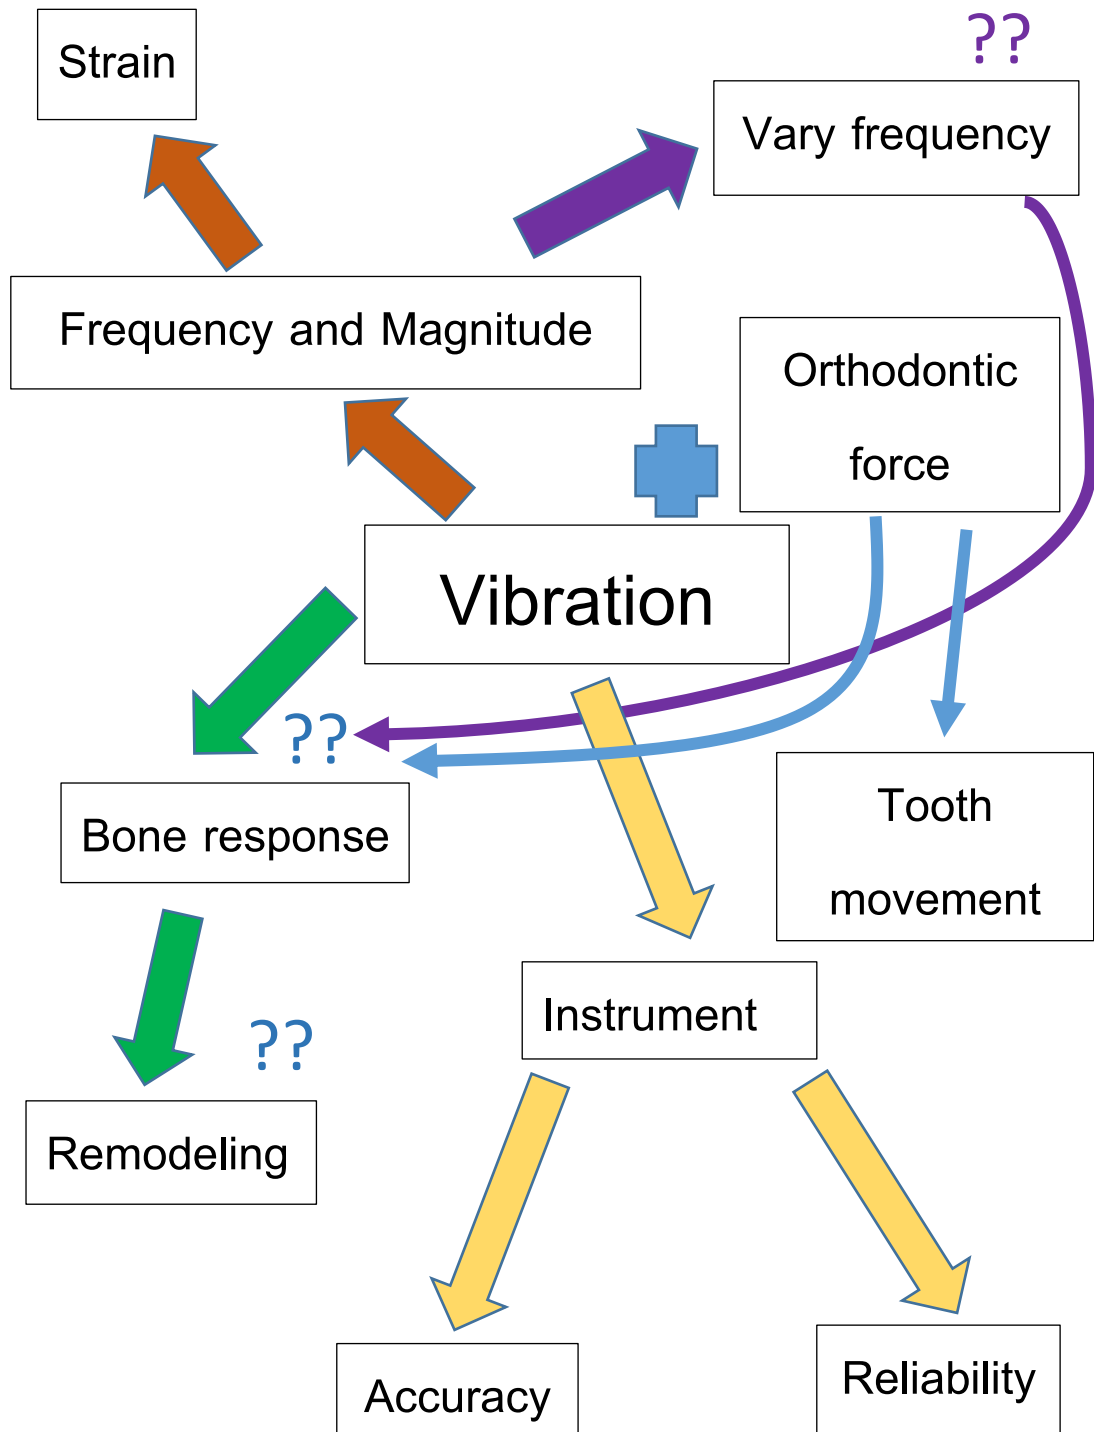 Strain
??
Vary frequency
Frequency and Magnitude
Orthodontic
force
Vibration
??
Bone response
Tooth
movement
Instrument
??
Remodeling
Accuracy
Reliability